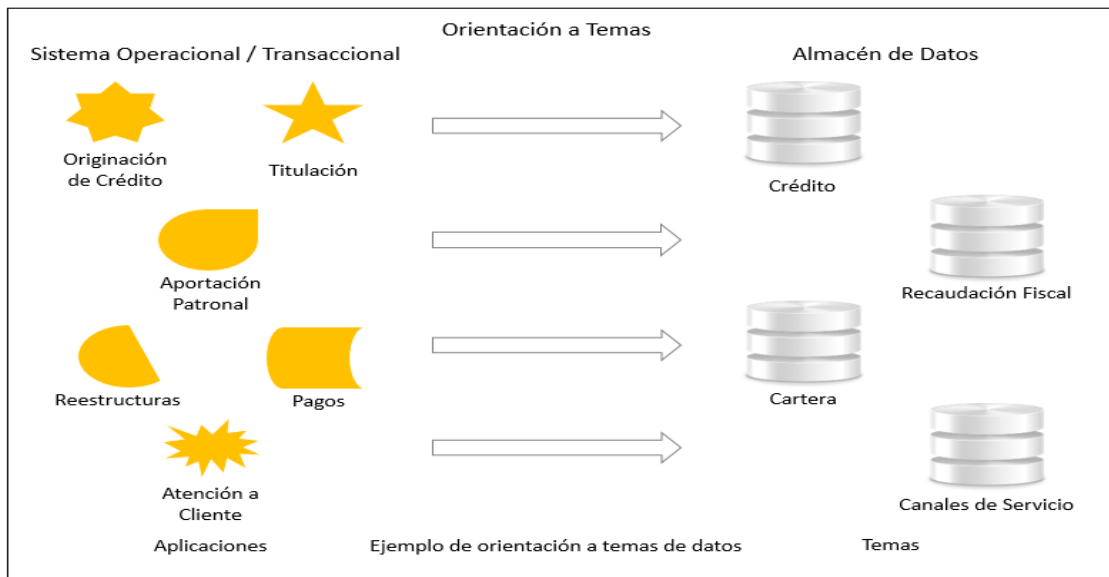 Orientación a Temas
Sistema Operacional / Transaccional
Almacén de Datos
Originación
de Crédito
Titulación
Crédito
Aportación
Patronal
Recaudación Fiscal
Reestructuras
Pagos
Cartera
Atención a
Cliente
Canales de Servicio
Aplicaciones
Ejemplo de orientación a temas de datos
Temas